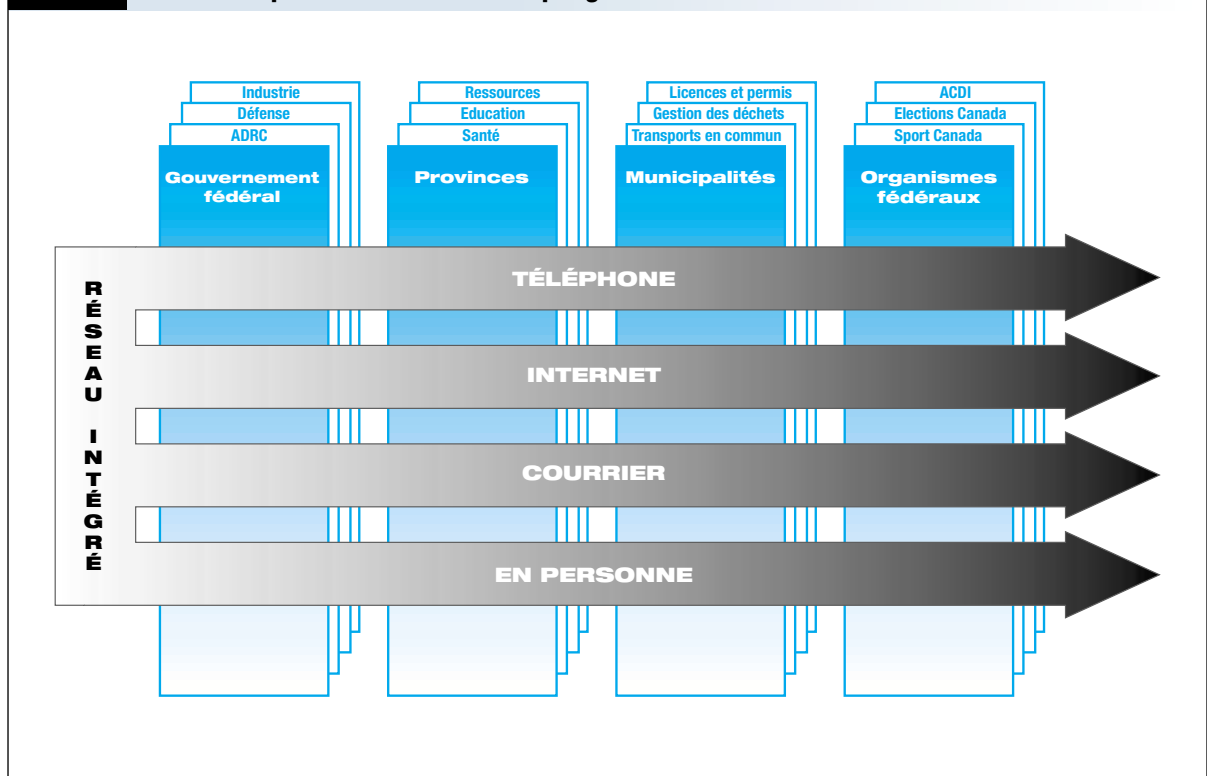 Industrie
Défense
ADRC
Gouvernement
fédéral
Ressources
Education
Santé
Provinces
Licences et permis
Gestion des déchets
Transports en commun
Municipalités
ACDI
Elections Canada
Sport Canada
Organismes
fédéraux
RÉSEAU INTÉGRÉ
TÉLÉPHONE
INTERNET
COURRIER
EN PERSONNE